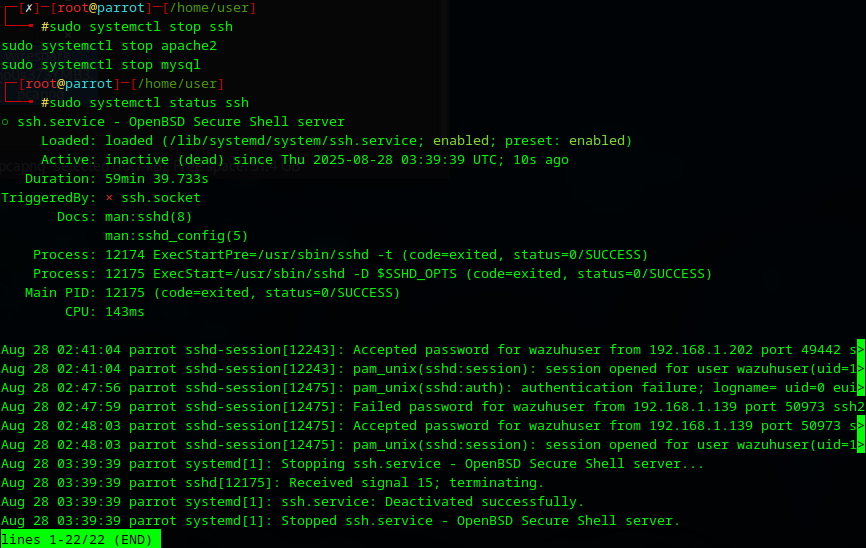 ┌─[✗]─[root@parrot]─[/home/user]
└──╼ #sudo systemctl stop ssh
sudo systemctl stop apache2
sudo systemctl stop mysql
┌─[root@parrot]─[/home/user]
└──╼ #sudo systemctl status ssh
○ ssh.service - OpenBSD Secure Shell server
     Loaded: loaded (/lib/systemd/system/ssh.service; enabled; preset: enabled)
     Active: inactive (dead) since Thu 2025-08-28 03:39:39 UTC; 10s ago
   Duration: 59min 39.733s
TriggeredBy: × ssh.socket
       Docs: man:sshd(8)
             man:sshd_config(5)
    Process: 12174 ExecStartPre=/usr/sbin/sshd -t (code=exited, status=0/SUCCESS)
    Process: 12175 ExecStart=/usr/sbin/sshd -D $SSHD_OPTS (code=exited, status=0/SUCCESS)
   Main PID: 12175 (code=exited, status=0/SUCCESS)
        CPU: 143ms

Aug 28 02:41:04 parrot sshd-session[12243]: Accepted password for wazuhuser from 192.168.1.202 port 49442 s>
Aug 28 02:41:04 parrot sshd-session[12243]: pam_unix(sshd:session): session opened for user wazuhuser(uid=1>
Aug 28 02:47:56 parrot sshd-session[12475]: pam_unix(sshd:auth): authentication failure; logname= uid=0 eui>
Aug 28 02:47:59 parrot sshd-session[12475]: Failed password for wazuhuser from 192.168.1.139 port 50973 ssh2
Aug 28 02:48:03 parrot sshd-session[12475]: Accepted password for wazuhuser from 192.168.1.139 port 50973 s>
Aug 28 02:48:03 parrot sshd-session[12475]: pam_unix(sshd:session): session opened for user wazuhuser(uid=1>
Aug 28 03:39:39 parrot systemd[1]: Stopping ssh.service - OpenBSD Secure Shell server...
Aug 28 03:39:39 parrot sshd[12175]: Received signal 15; terminating.
Aug 28 03:39:39 parrot systemd[1]: ssh.service: Deactivated successfully.
Aug 28 03:39:39 parrot systemd[1]: Stopped ssh.service - OpenBSD Secure Shell server.
lines 1-22/22 (END)